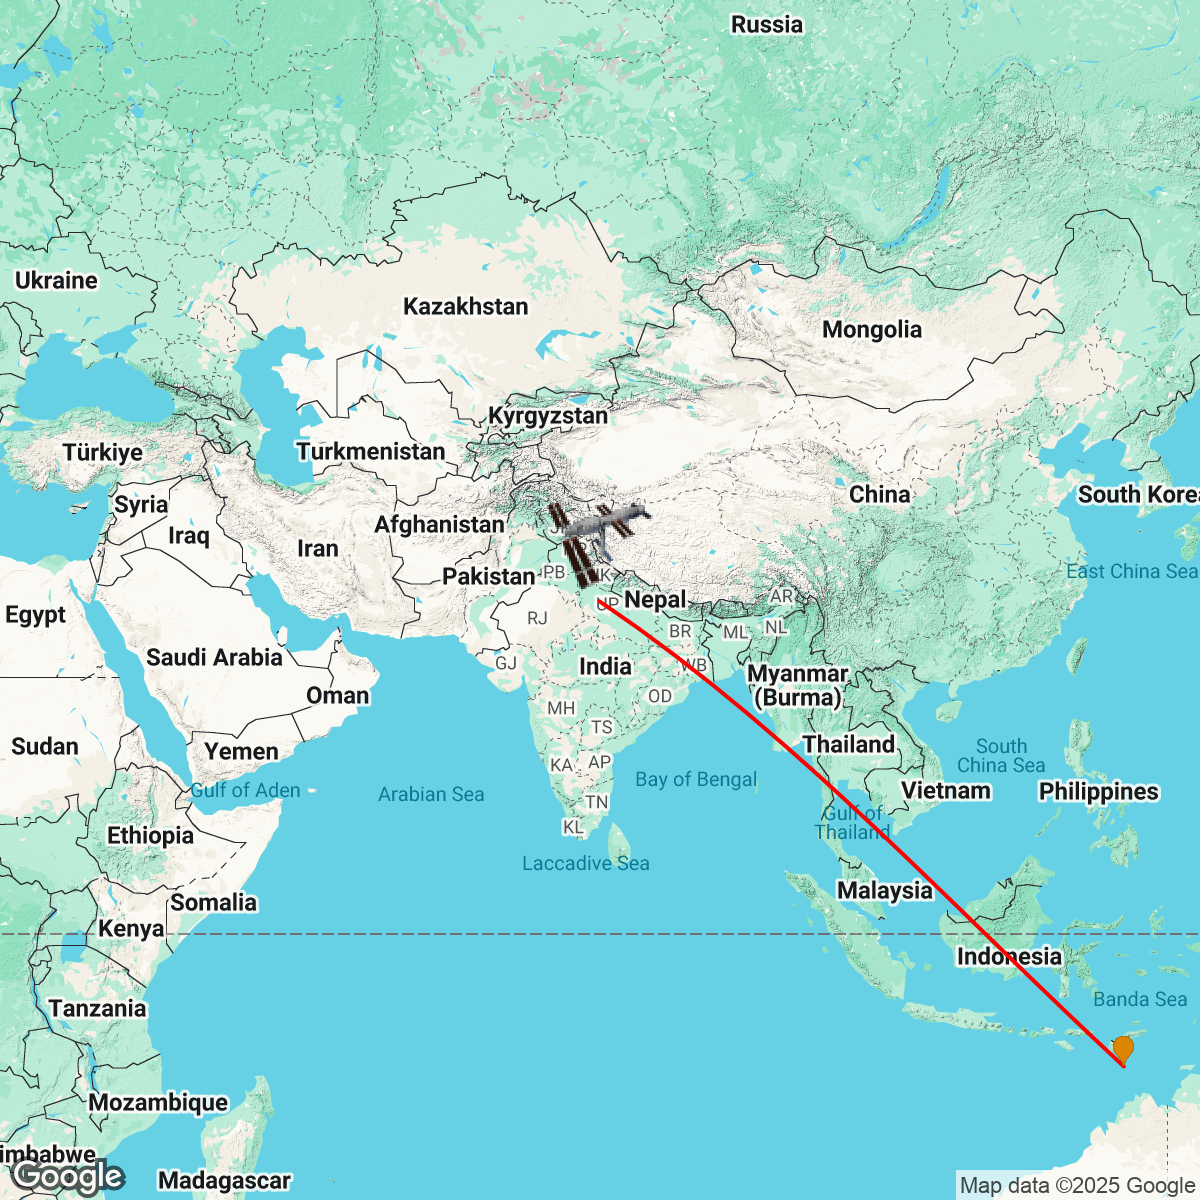 Russia
Ukraine
Kazakhstan
Mongolia
Kyrgyzstan
Türkiye
Turkmenistan
China
South Korea
Syria
Afghanistan
Iraq
Iran
East China Sea
Pakistan
PB
Nepal
AR
UP
Egypt
RJ
BR
ML
NL
Saudi Arabia
GJ
India
WB
Myanmar
(Burma)
Oman
OD
MH
TS
Sudan
Yemen
Thailand
South
China Sea
KA
AP
Bay of Bengal
Gulf of Aden
Arabian Sea
Vietnam
Philippines
TN
Gulf of
Thailand
KL
Ethiopia
Laccadive Sea
Malaysia
Somalia
Kenya
Indonesia
Banda Sea
Tanzania
Mozambique
imbabwe
Madagascar
Google
Map data ©2025 Google